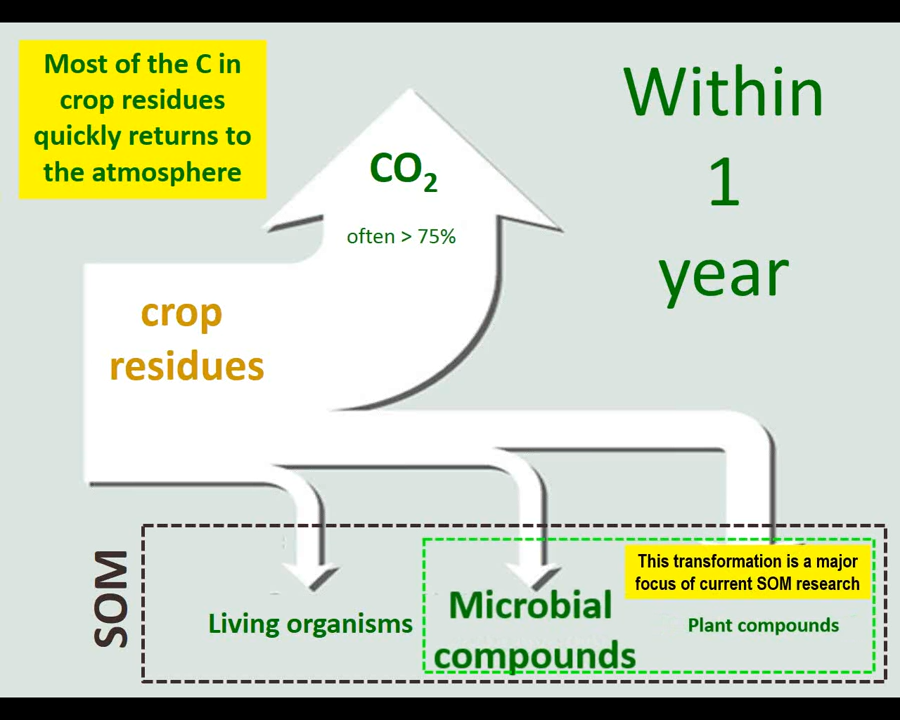 Most of the C in
crop residues
quickly returns to
the atmosphere
Within
1
year
CO₂
often > 75%
crop
residues
SOM
Living organisms
Microbial
compounds
This transformation is a major
focus of current SOM research
Plant compounds